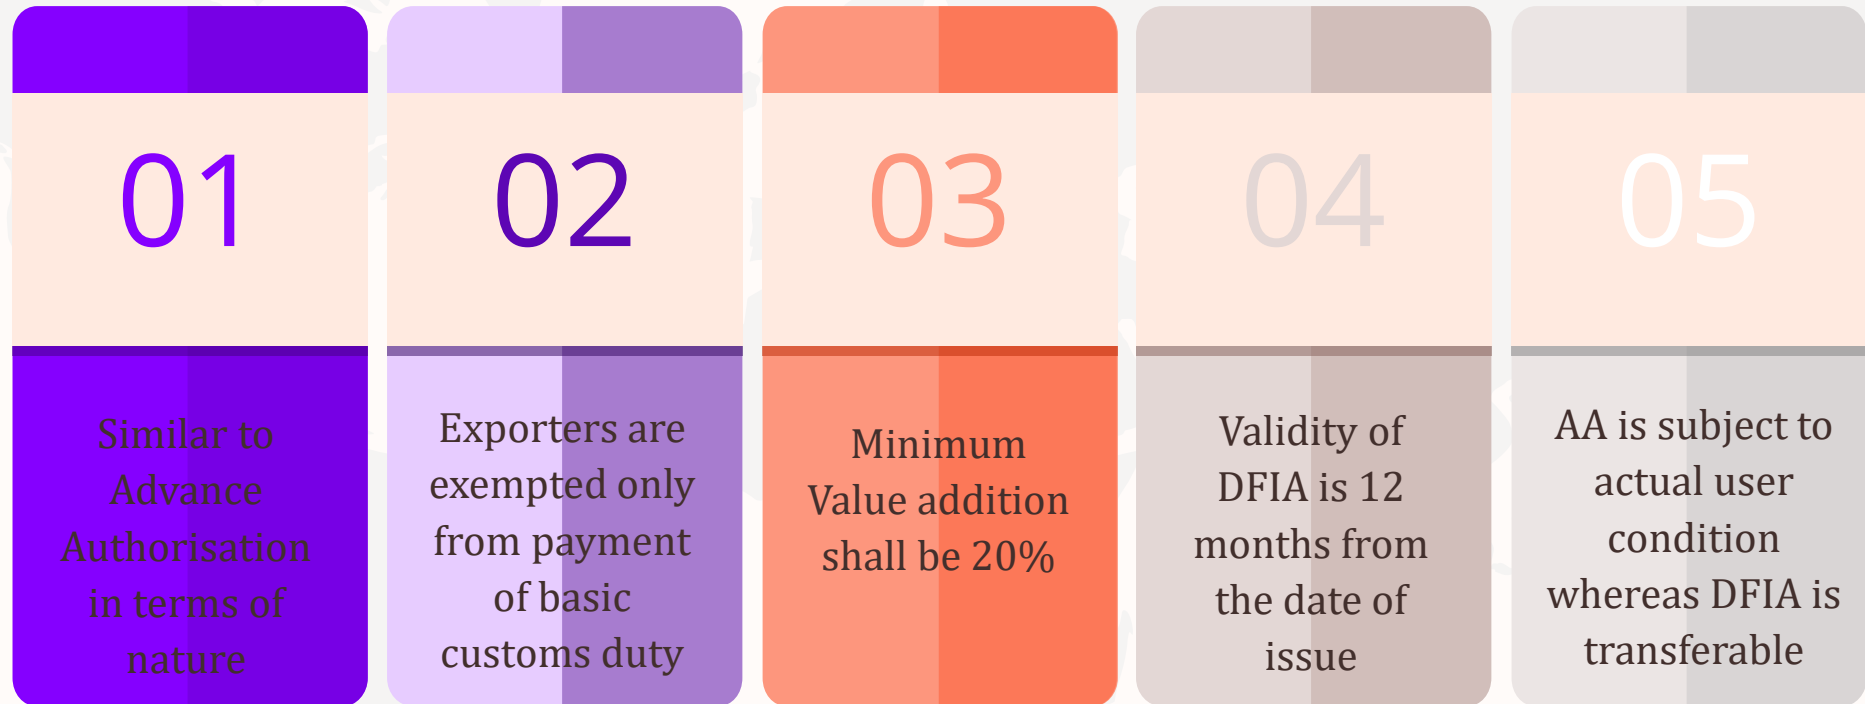 01
Similar to
Advance
Authorisation
in terms of
nature
02
Exporters are
exempted only
from payment
of basic
customs duty
03
Minimum
Value addition
shall be 20%
04
Validity of
DFIA is 12
months from
the date of
issue
05
AA is subject to
actual user
condition
whereas DFIA is
transferable